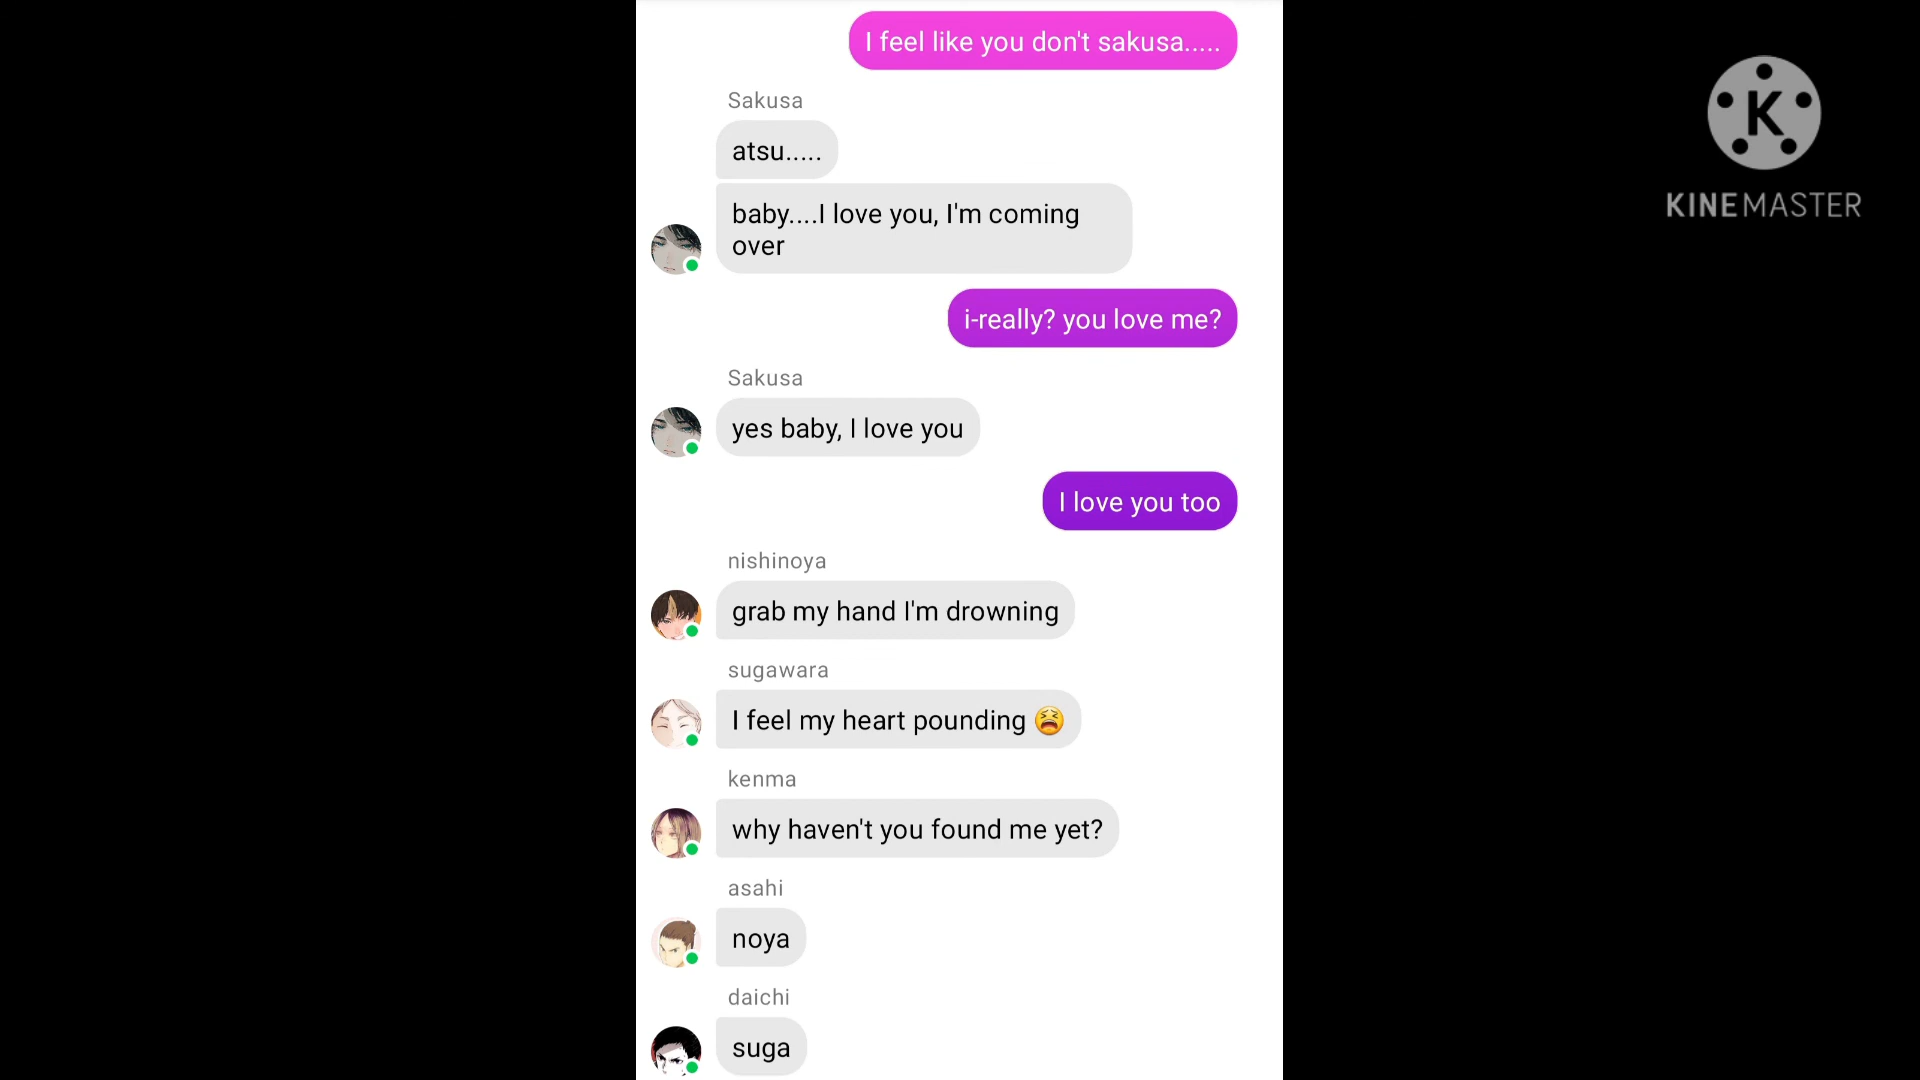 I feel like you don't sakusa.....
Sakusa
atsu.....
baby....I love you, I'm coming
over
i-really? you love me?
Sakusa
yes baby, I love you
I love you too
nishinoya
grab my hand I'm drowning
sugawara
I feel my heart pounding 😫
kenma
why haven't you found me yet?
asahi
noya
daichi
suga
K
KINEMASTER